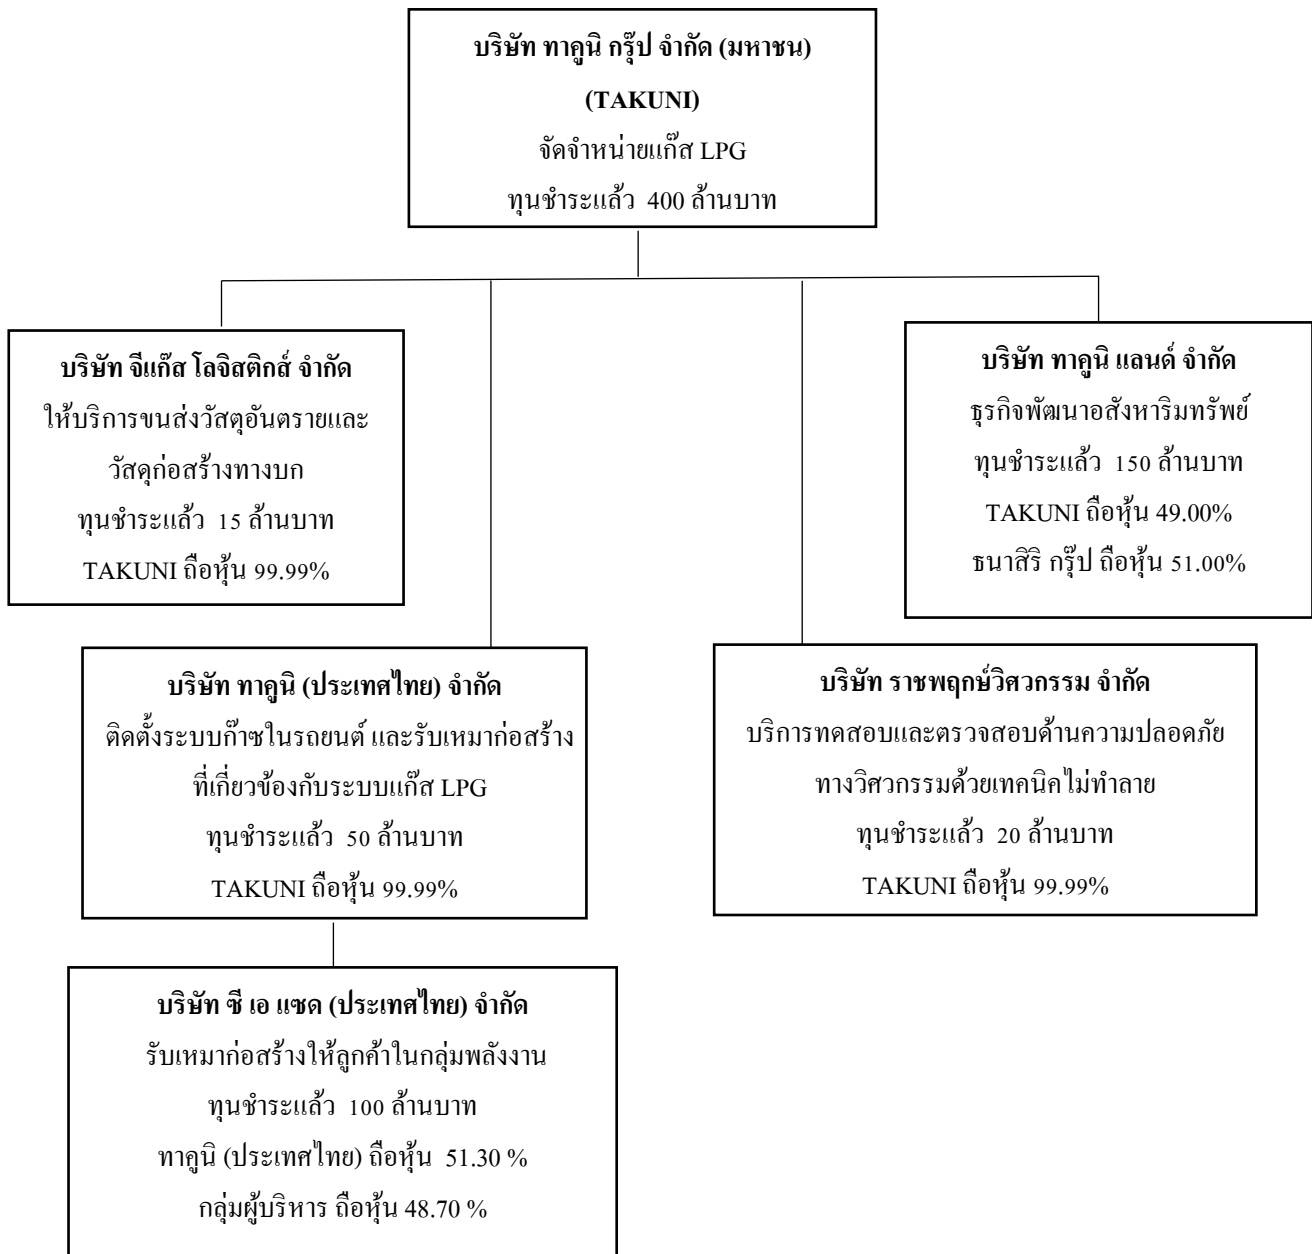 บริษัท ทาคูนิ กรุ๊ป จำกัด (มหาชน)
(TAKUNI)
จัดจำหน่ายแก๊ส LPG
ทุนชำระแล้ว 400 ล้านบาท
บริษัท จีแก๊ส โลจิสติกส์ จำกัด
ให้บริการขนส่งวัสตุอันตรายและ
วัสดุก่อสร้างทางบก
ทุนชำระแล้ว 15 ล้านบาท
TAKUNI ถือหุ้น 99.99%
บริษัท ทาคูนิ แลนด์ จำกัด
ธุรกิจพัฒนาอสังหาริมทรัพย์
ทุนชำระแล้ว 150 ล้านบาท
TAKUNI ถือหุ้น 49.00%
ธนาสิริ กรุ๊ป ถือหุ้น 51.00%
บริษัท ทาคูนิ (ประเทศไทย) จำกัด
ติดตั้งระบบก๊าซในรถยนต์ และรับเหมาก่อสร้าง
ที่เกี่ยวข้องกับระบบแก๊ส LPG
ทุนชำระแล้ว 50 ล้านบาท
TAKUNI ถือหุ้น 99.99%
บริษัท ราชพฤกษ์วิศวกรรม จำกัด
บริการทดสอบและตรวจสอบด้านความปลอดภัย
ทางวิศวกรรมด้วยเทคนิคไม่ทำลาย
ทุนชำระแล้ว 20 ล้านบาท
TAKUNI ถือหุ้น 99.99%
บริษัท ซี เอ แซด (ประเทศไทย) จำกัด
รับเหมาก่อสร้างให้ลูกค้าในกลุ่มพลังงาน
ทุนชำระแล้ว 100 ล้านบาท
ทาคูนิ (ประเทศไทย) ถือหุ้น 51.30 %
กลุ่มผู้บริหาร ถือหุ้น 48.70 %